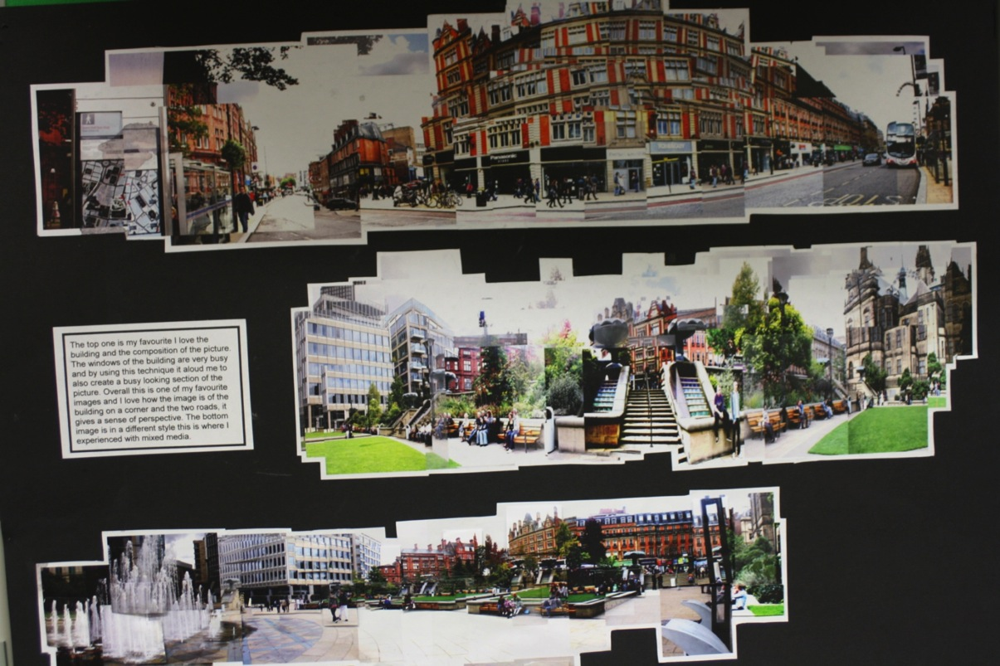 Panasonic
The top one is my favourite I love the
building and the composition of the picture.
The windows of the building are very busy
and by using this technique it aloud me to
also create a busy looking section of the
picture. Overall this is one of my favourite
images and I love how the image is of the
building on a corner and the two roads, it
gives a sense of perspective. The bottom
image is in a different style this is where I
experienced with mixed media.